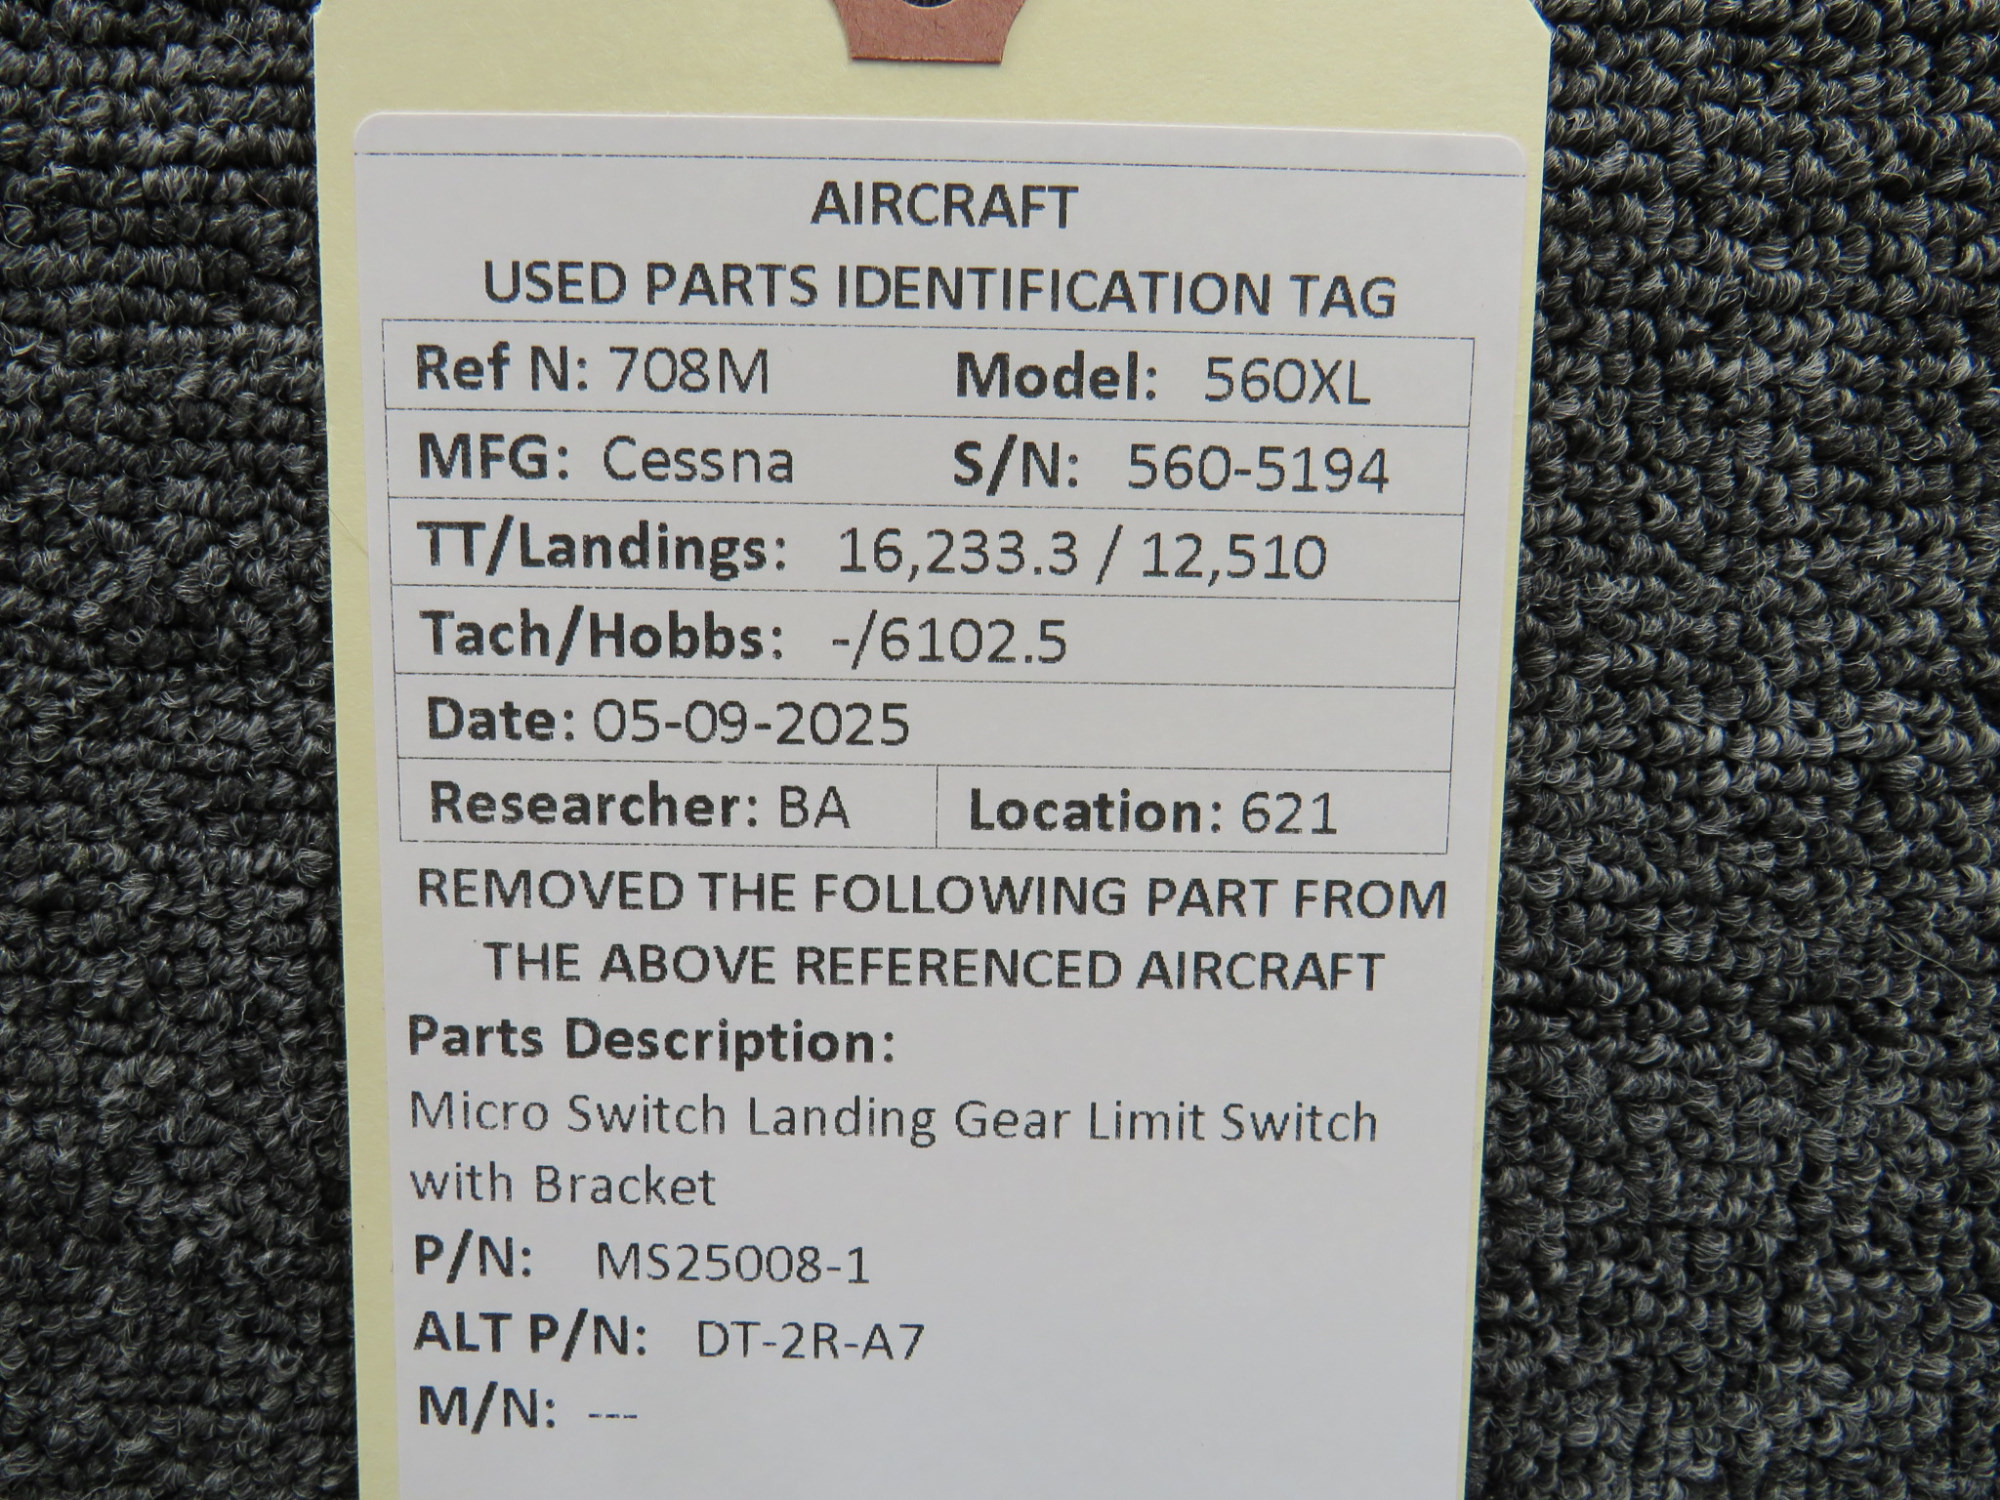 AIRCRAFT
USED PARTS IDENTIFICATION TAG
Ref N: 708M Model: 560XL
MFG: Cessna S/N: 560-5194
TT/Landings: 16,233.3 / 12,510
Tach/Hobbs: -/6102.5
Date: 05-09-2025
Researcher: BA Location: 621
REMOVED THE FOLLOWING PART FROM
THE ABOVE REFERENCED AIRCRAFT
Parts Description:
Micro Switch Landing Gear Limit Switch
with Bracket
P/N: MS25008-1
ALT P/N: DT-2R-A7
M/N: ---